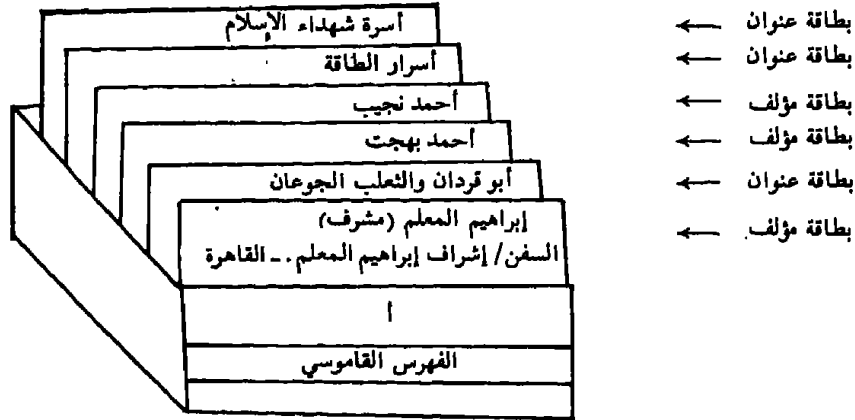 أسرة شهداء الإسلام
بطاقة عنوان
أسرار الطاقة
بطاقة عنوان
أحمد نجيب
بطاقة مؤلف
أحمد بهجت
بطاقة مؤلف
أبو قردان والثعلب الجوعان
بطاقة عنوان
إبراهيم المعلم (مشرف)
بطاقة مؤلف
السفن/ إشراف إبراهيم المعلم. ـ القاهرة
أ
الفهرس القاموسي